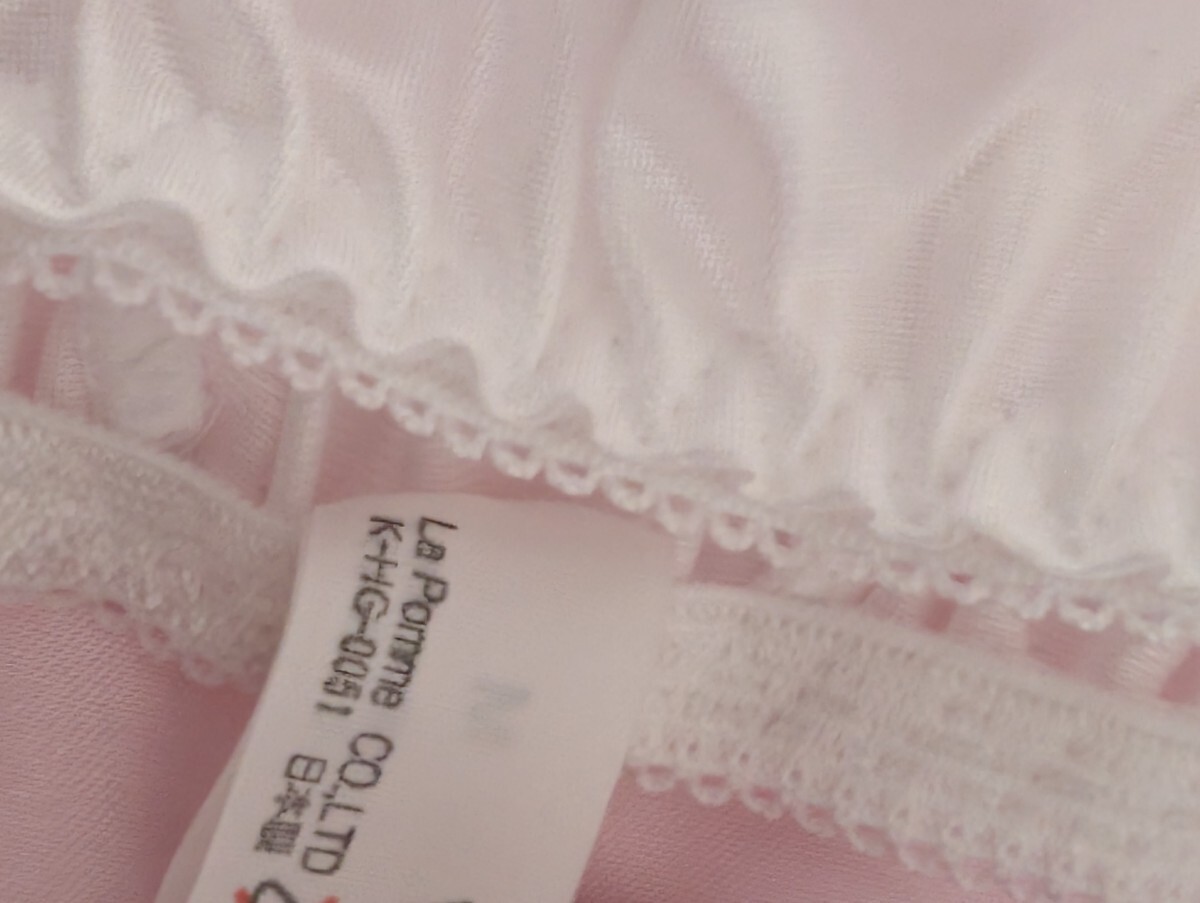 La Pomme CO.,LTD
K-HG-0051 日本製